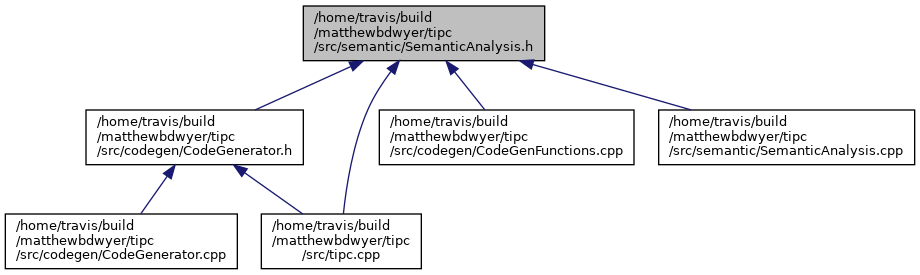 /home/travis/build
/matthewbdwyer/tipc
/src/semantic/SemanticAnalysis.h
/home/travis/build
/matthewbdwyer/tipc
/src/codegen/CodeGenerator.h
/home/travis/build
/matthewbdwyer/tipc
/src/codegen/CodeGenFunctions.cpp
/home/travis/build
/matthewbdwyer/tipc
/src/semantic/SemanticAnalysis.cpp
/home/travis/build
/matthewbdwyer/tipc
/src/codegen/CodeGenerator.cpp
/home/travis/build
/matthewbdwyer/tipc
/src/tipc.cpp